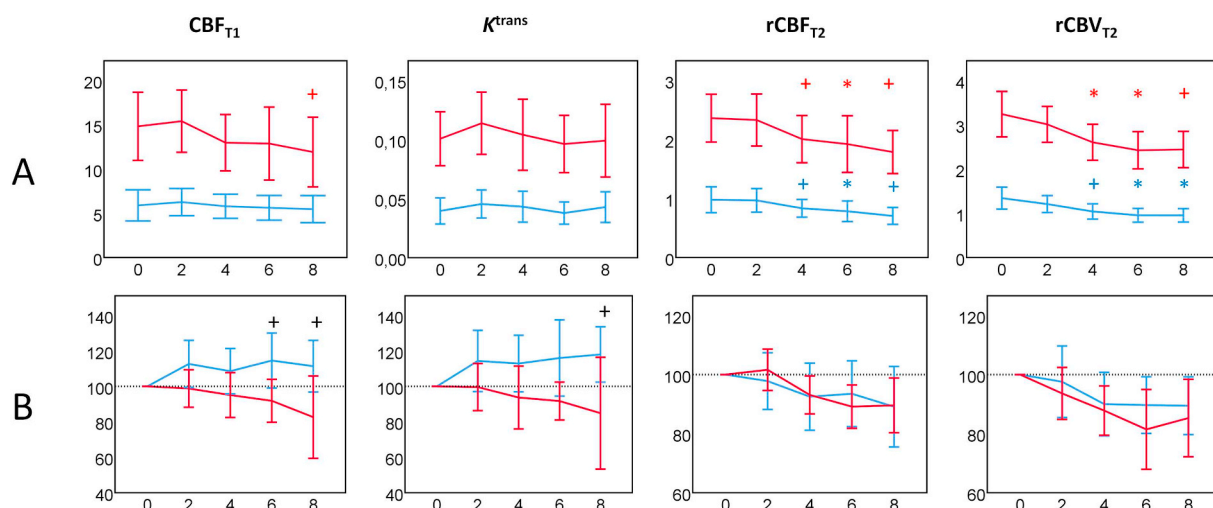 CBF_T1 K^trans rCBF_T2 rCBV_T2
A
20 15 10 5 0
+
0 2 4 6 8
0,15 0,10 0,05 0,00
0 2 4 6 8
3 2 1 0
+ * +
+ * +
0 2 4 6 8
4 3 2 1 0
* * +
+ * *
0 2 4 6 8
B
140 120 100 80 60 40
+ +
0 2 4 6 8
140 120 100 80 60 40
+
0 2 4 6 8
120 100 80 60
0 2 4 6 8
120 100 80 60
0 2 4 6 8